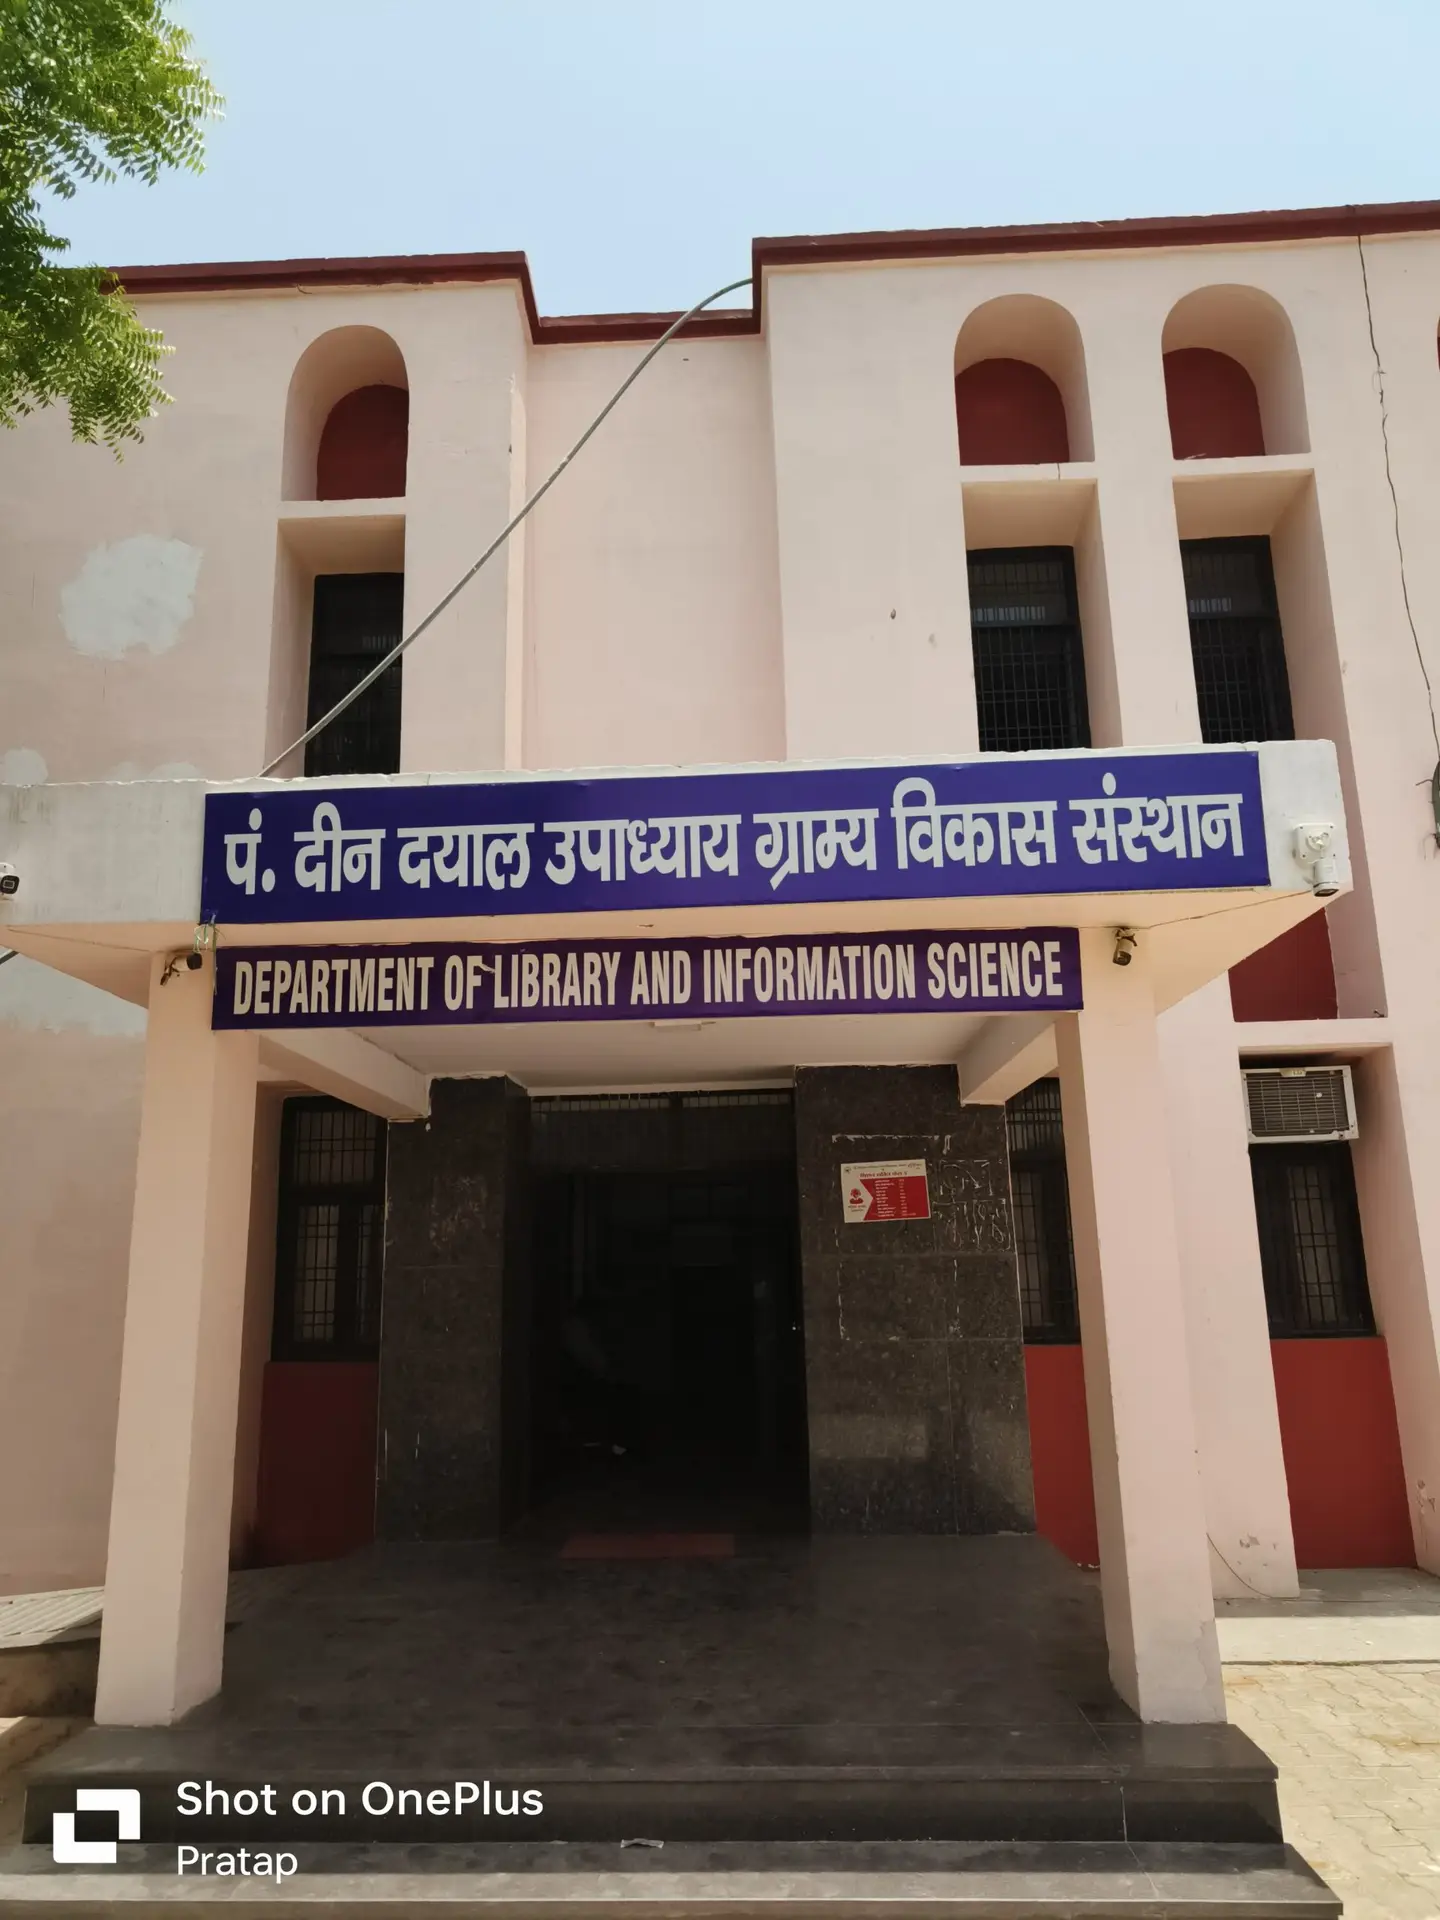 पं. दीन दयाल उपाध्याय ग्राम्य विकास संस्थान
DEPARTMENT OF LIBRARY AND INFORMATION SCIENCE
Shot on OnePlus
Pratap